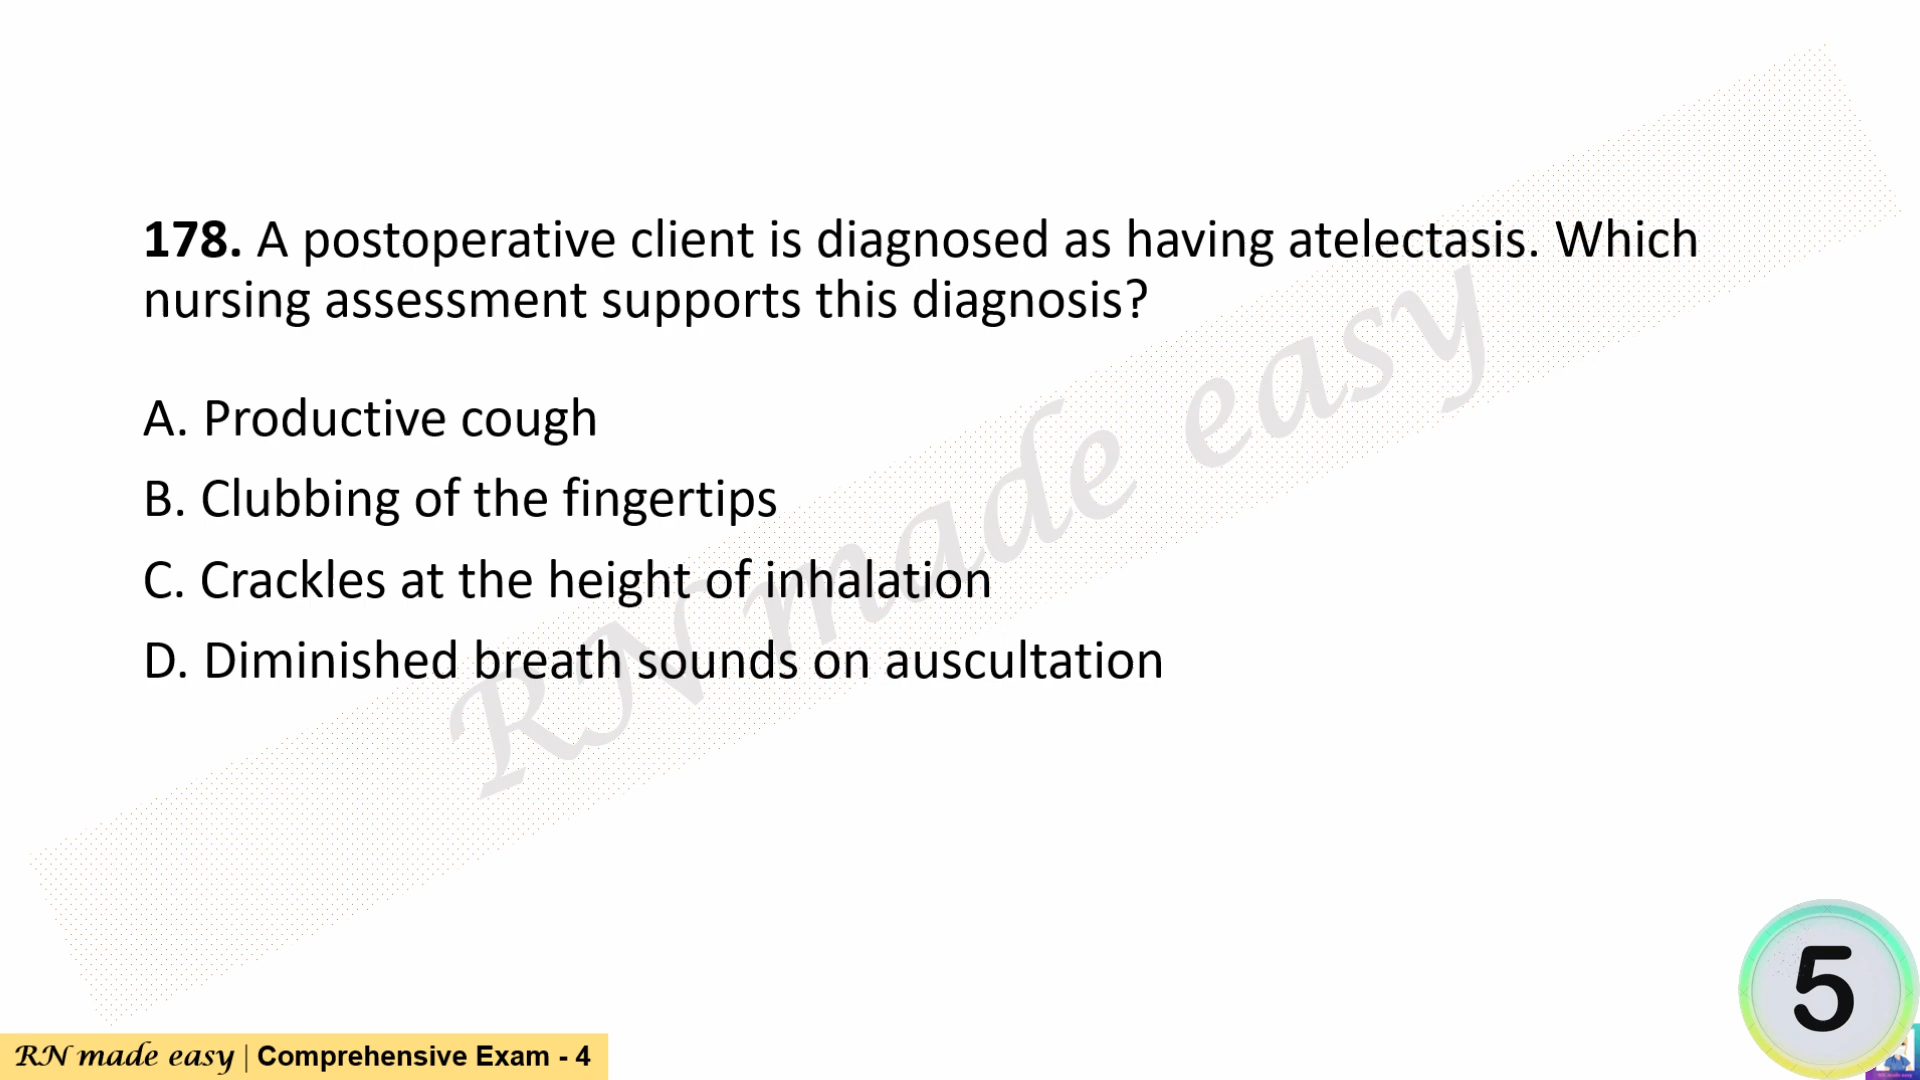 178. A postoperative client is diagnosed as having atelectasis. Which
nursing assessment supports this diagnosis?
A. Productive cough
B. Clubbing of the fingertips
C. Crackles at the height of inhalation
D. Diminished breath sounds on auscultation
RN made easy
5
RN made easy | Comprehensive Exam - 4